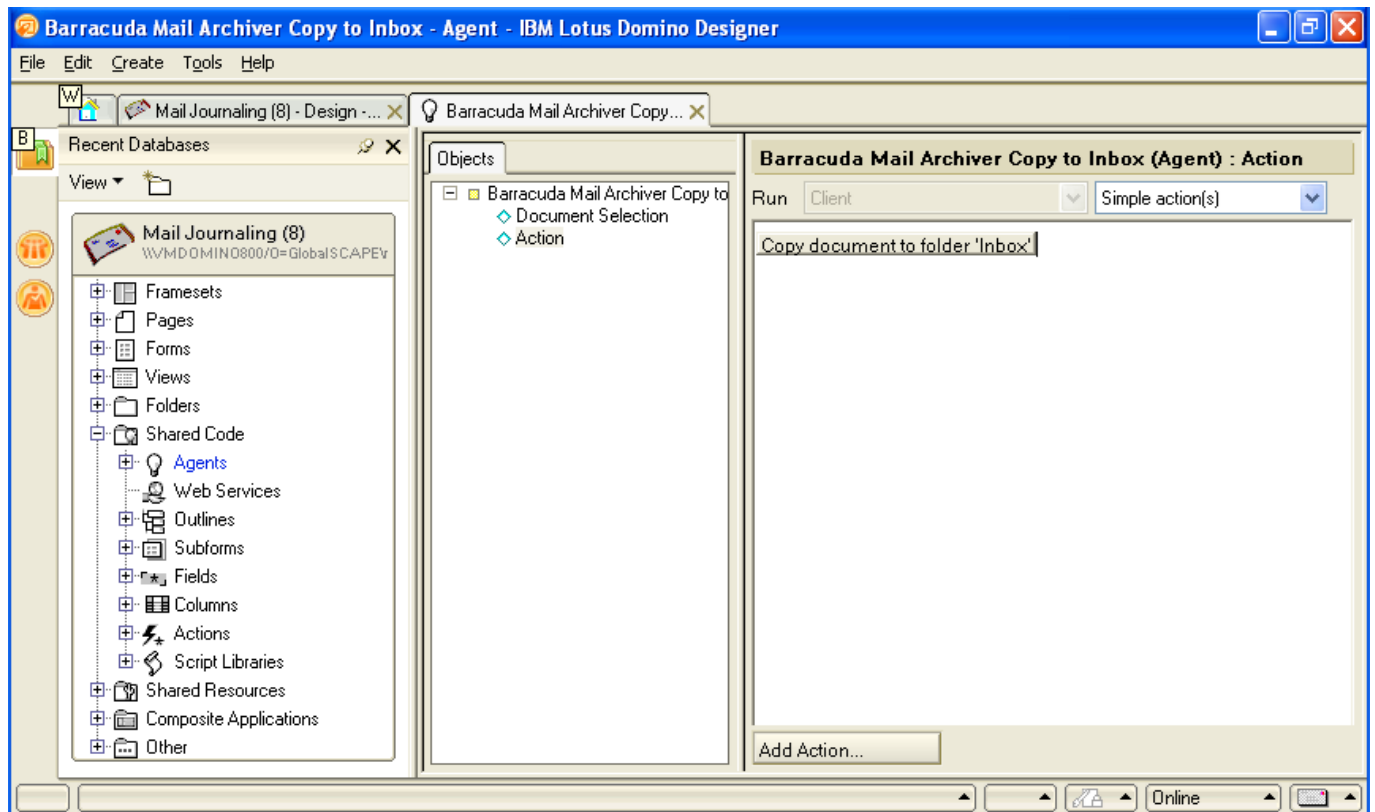 Barracuda Mail Archiver Copy to Inbox - Agent - IBM Lotus Domino Designer
File Edit Create Tools Help
W
Mail Journaling (8) - Design -...
Barracuda Mail Archiver Copy...
B
Recent Databases
View
Mail Journaling (8)
Framesets
Pages
Forms
Views
Folders
Shared Code
Agents
Web Services
Outlines
Subforms
Fields
Columns
Actions
Script Libraries
Shared Resources
Composite Applications
Other
Objects
Barracuda Mail Archiver Copy to
Document Selection
Action
Barracuda Mail Archiver Copy to Inbox (Agent) : Action
Run Client Simple action(s)
Copy document to folder 'Inbox'
Add Action...
Online